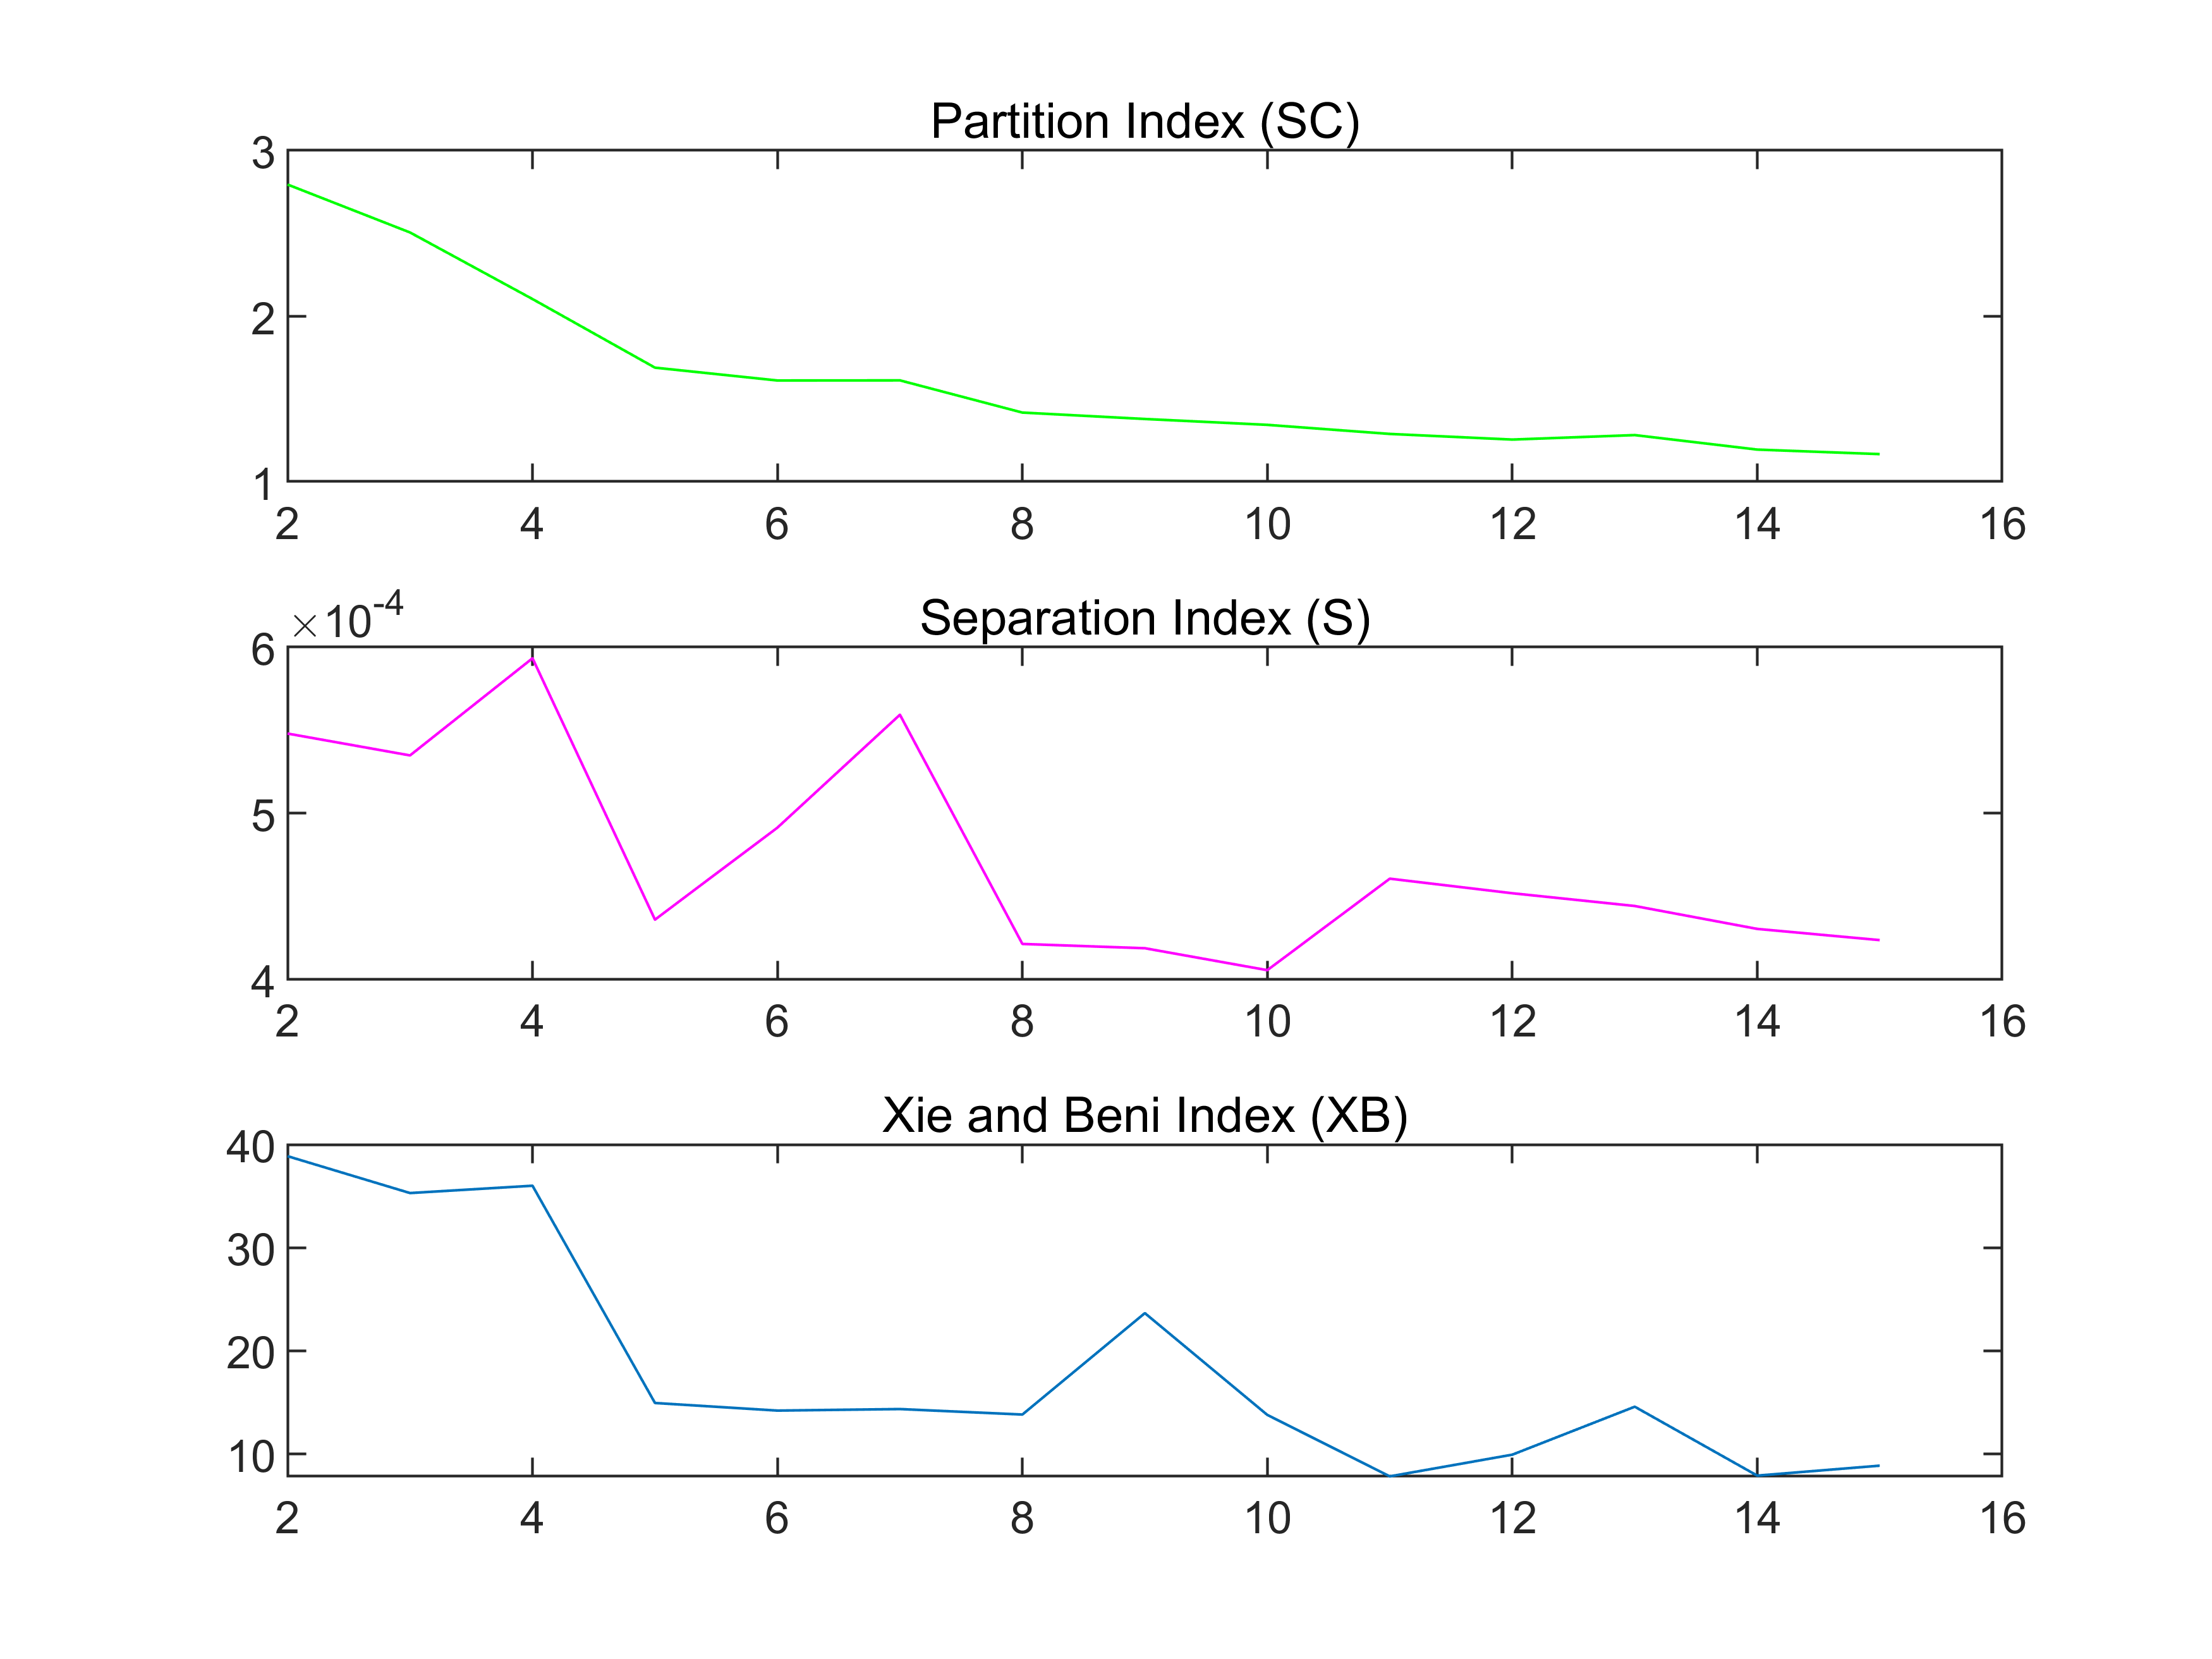 Partition Index (SC)
3
2
1
2 4 6 8 10 12 14 16
Separation Index (S)
×10-4
6
5
4
2 4 6 8 10 12 14 16
Xie and Beni Index (XB)
40
30
20
10
2 4 6 8 10 12 14 16